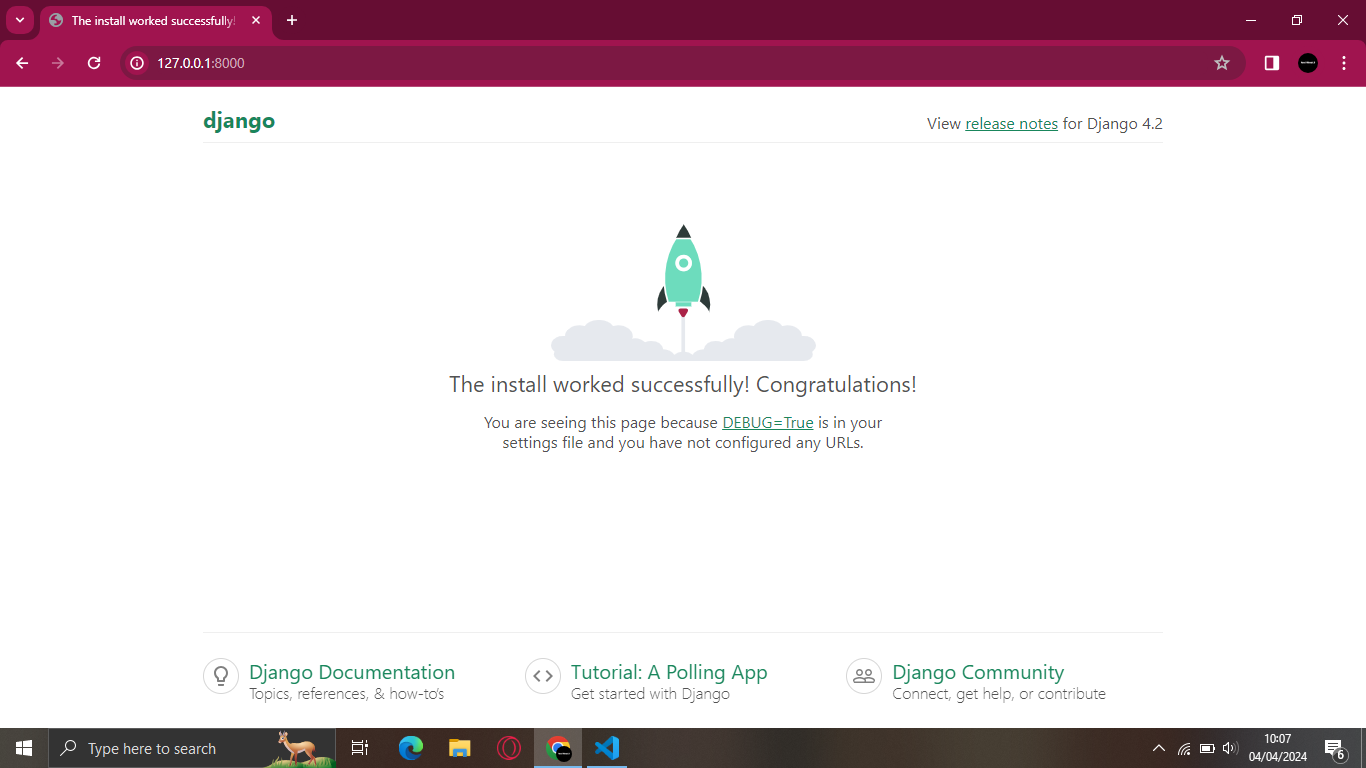 The install worked successfully!
127.0.0.1:8000
django
View release notes for Django 4.2
The install worked successfully! Congratulations!
You are seeing this page because DEBUG=True is in your
settings file and you have not configured any URLs.
Django Documentation
Topics, references, & how-to's
Tutorial: A Polling App
Get started with Django
Django Community
Connect, get help, or contribute
Type here to search
10:07
04/04/2024
6